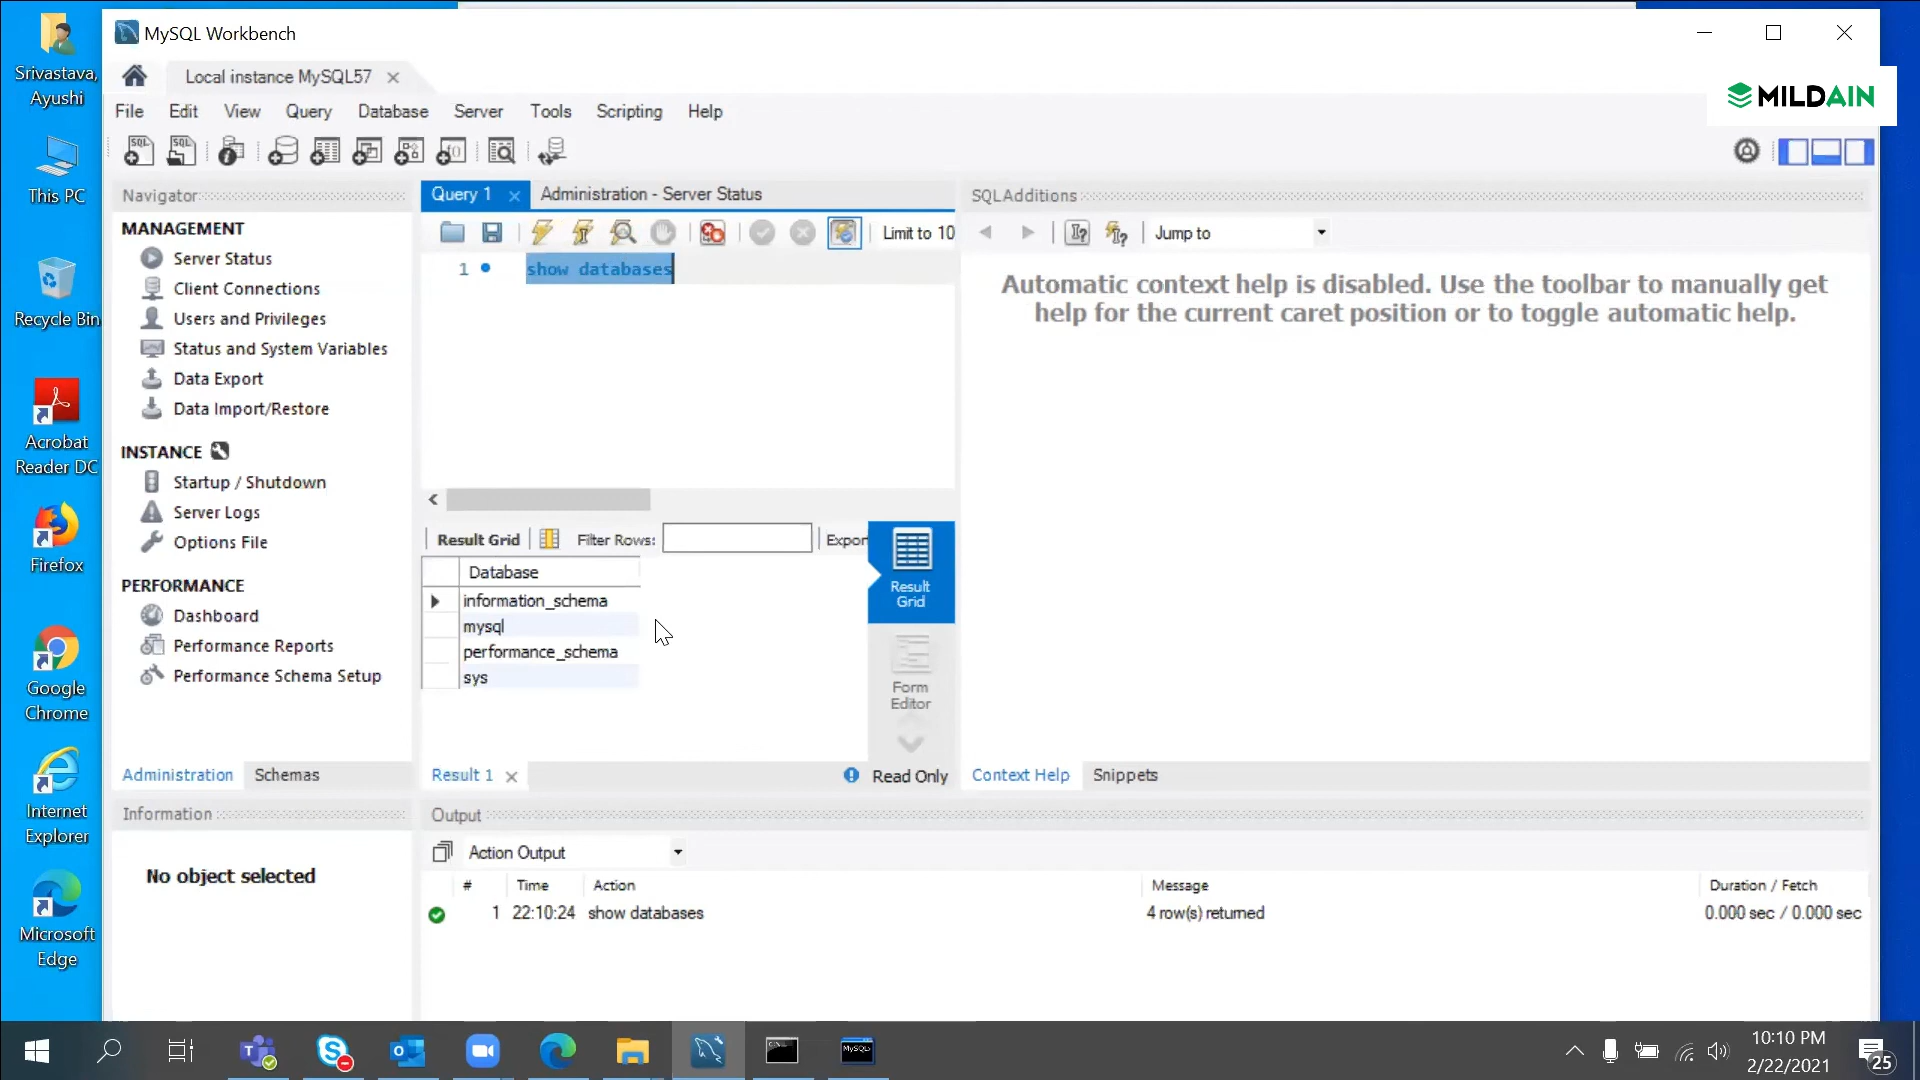 Srivastava,
Ayushi
This PC
Recycle Bin
Acrobat
Reader DC
Firefox
Google
Chrome
Internet
Explorer
Microsoft
Edge
MySQL Workbench
Local instance MySQL57
MILDAIN
File Edit View Query Database Server Tools Scripting Help
Navigator
MANAGEMENT
Server Status
Client Connections
Users and Privileges
Status and System Variables
Data Export
Data Import/Restore
INSTANCE
Startup / Shutdown
Server Logs
Options File
PERFORMANCE
Dashboard
Performance Reports
Performance Schema Setup
Administration Schemas
Information
No object selected
Query 1 Administration - Server Status
Limit to 10
1 show databases
Result Grid Filter Rows: Expor
Database
information_schema
mysql
performance_schema
sys
Result
Grid
Form
Editor
Result 1 Read Only
SQLAdditions
Jump to
Automatic context help is disabled. Use the toolbar to manually get
help for the current caret position or to toggle automatic help.
Context Help Snippets
Output
Action Output
# Time Action Message Duration / Fetch
1 22:10:24 show databases 4 row(s) returned 0.000 sec / 0.000 sec
10:10 PM
2/22/2021
25